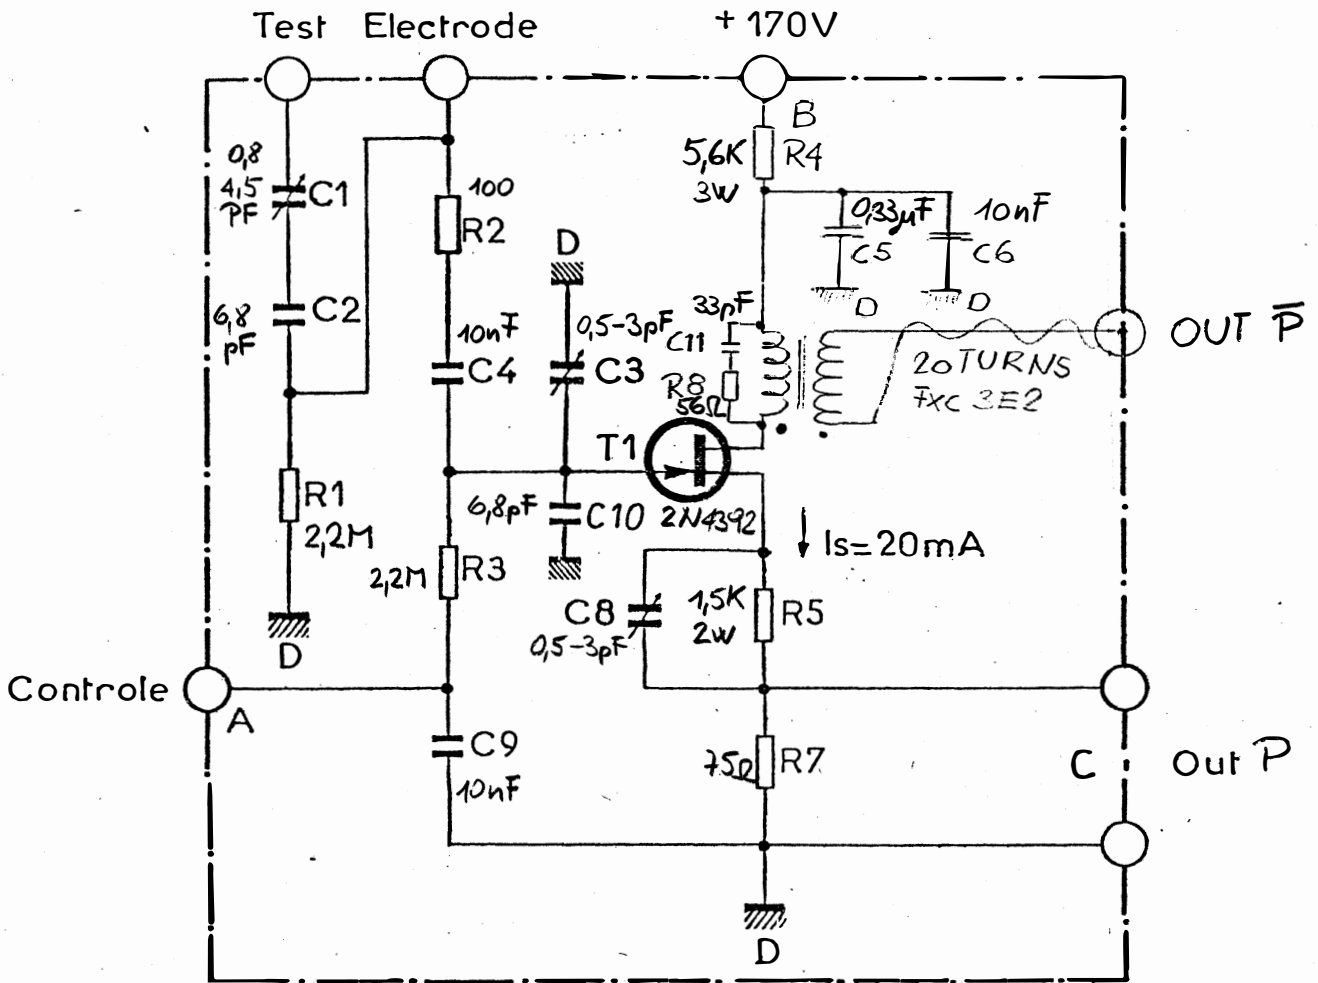 Test Electrode +170V
B
0,8
4,5
PF
C1
100
R2
5,6K
3W
R4
0,33µF
C5
10nF
C6
D
D
D
6,8
pF
C2
10nF
C4
0,5-3pF
C3
33pF
C11
R8
56Ω
20 TURNS
FXC 3E2
OUT P̅
T1
2N4392
R1
2,2M
D
6,8pF
C10
2,2M
R3
Is=20mA
C8
0,5-3pF
1,5K
2W
R5
Controle
A
C9
10nF
75Ω
R7
C
Out P
D